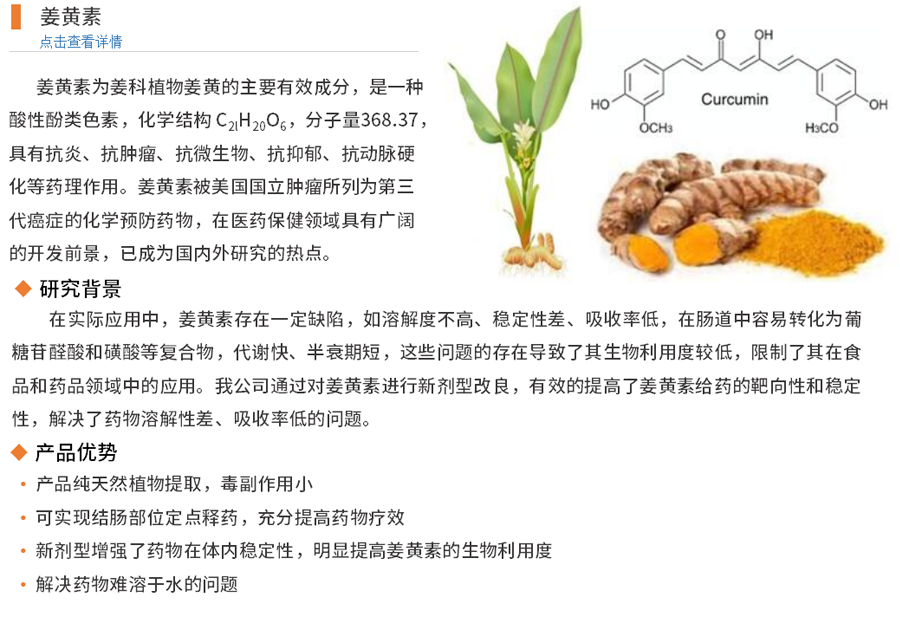 姜黄素
点击查看详情
姜黄素为姜科植物姜黄的主要有效成分，是一种
酸性酚类色素，化学结构 C₂lH₂₀O₆，分子量368.37，
具有抗炎、抗肿瘤、抗微生物、抗抑郁、抗动脉硬
化等药理作用。姜黄素被美国国立肿瘤所列为第三
代癌症的化学预防药物，在医药保健领域具有广阔
的开发前景，已成为国内外研究的热点。
O
OH
HO
OCH₃
Curcumin
H₃CO
OH
研究背景
在实际应用中，姜黄素存在一定缺陷，如溶解度不高、稳定性差、吸收率低，在肠道中容易转化为葡
糖苷醛酸和磺酸等复合物，代谢快、半衰期短，这些问题的存在导致了其生物利用度较低，限制了其在食
品和药品领域中的应用。我公司通过对姜黄素进行新剂型改良，有效的提高了姜黄素给药的靶向性和稳定
性，解决了药物溶解性差、吸收率低的问题。
产品优势
• 产品纯天然植物提取，毒副作用小
• 可实现结肠部位定点释药，充分提高药物疗效
• 新剂型增强了药物在体内稳定性，明显提高姜黄素的生物利用度
• 解决药物难溶于水的问题